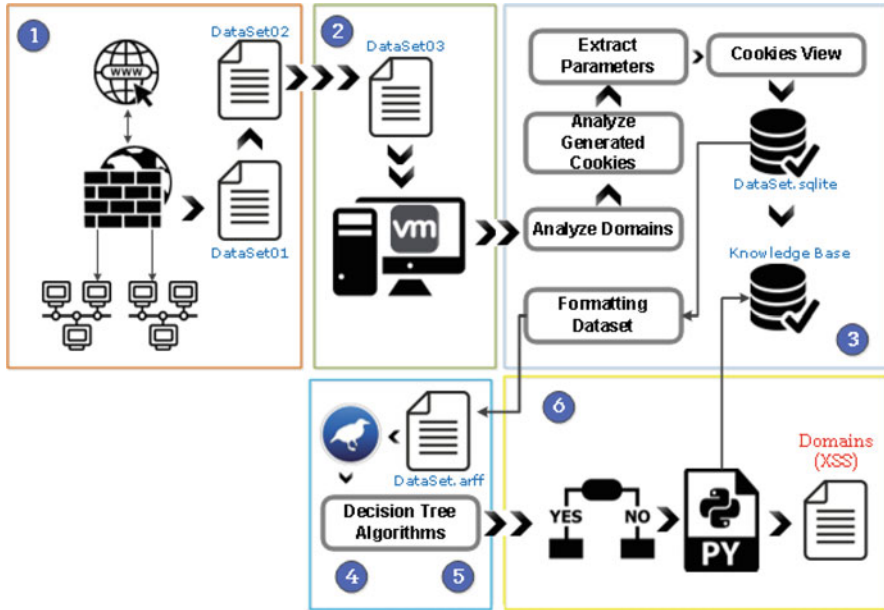 1
DataSet02
WWW
DataSet01
2
DataSet03
vm
Extract
Parameters
Cookies View
Analyze
Generated
Cookies
DataSet.sqlite
Analyze Domains
Knowledge Base
Formatting
Dataset
3
DataSet.arff
Decision Tree
Algorithms
4
5
6
YES
NO
PY
Domains
(XSS)